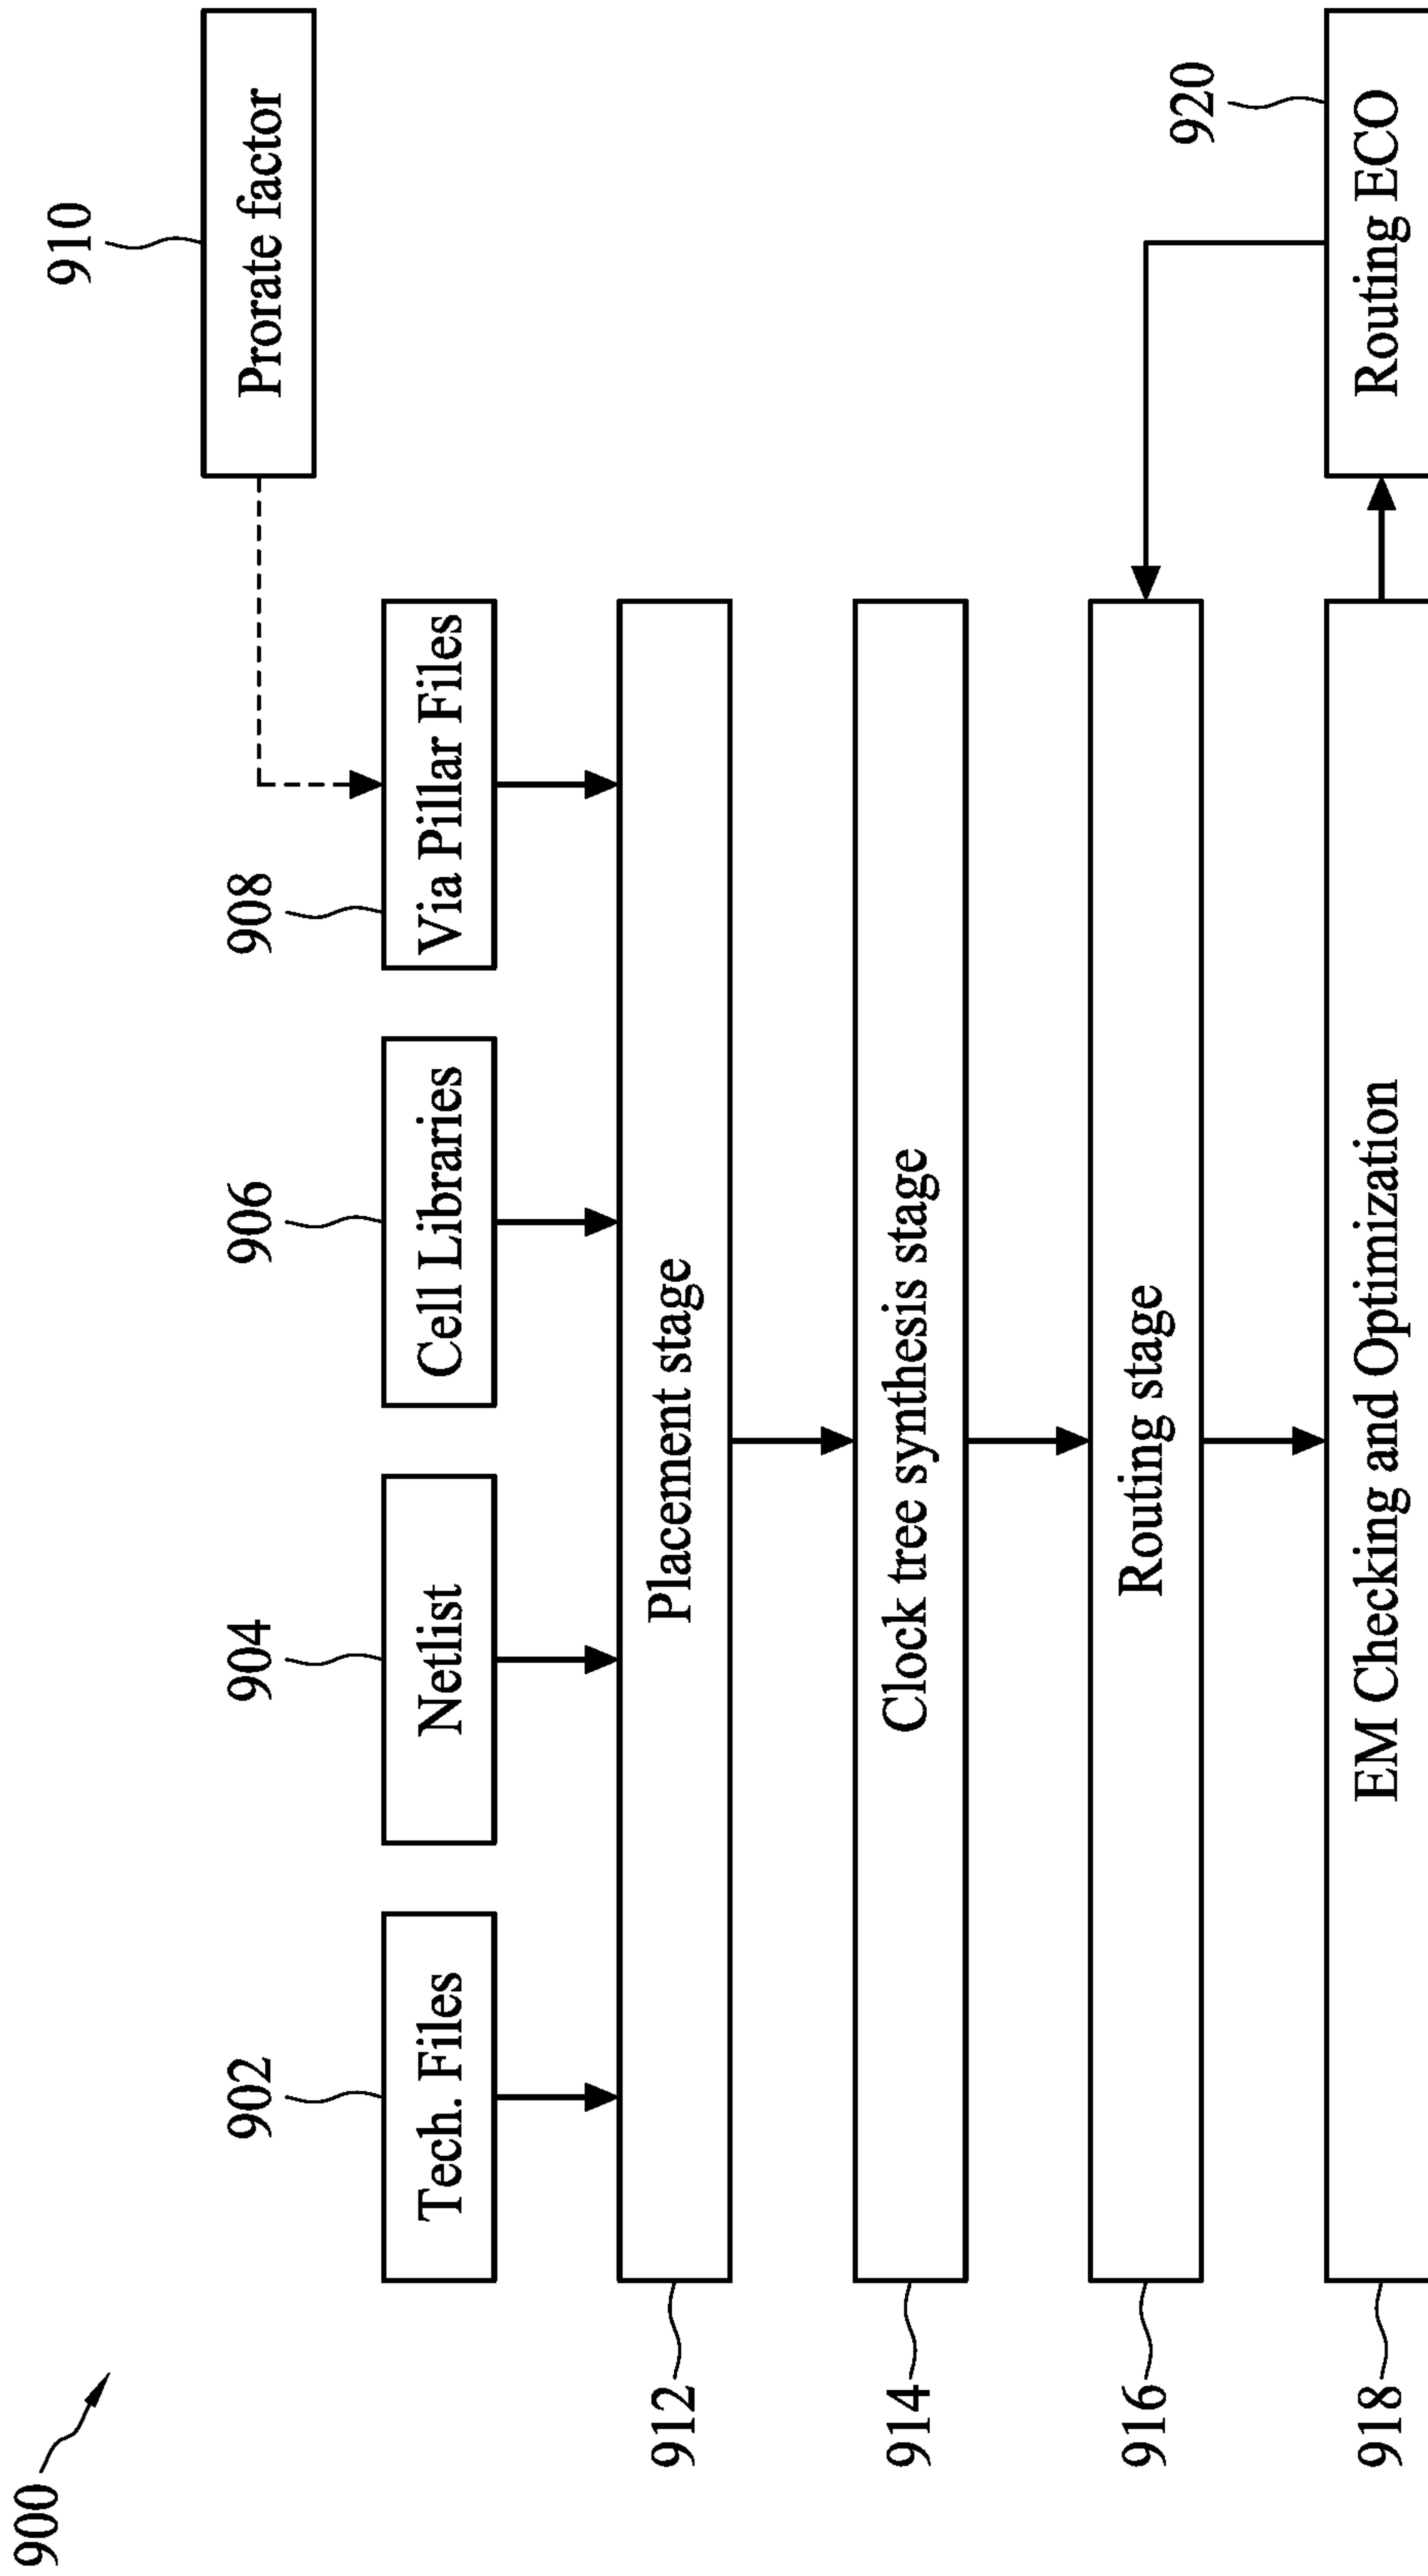 900
910
Prorate factor
902
904
906
908
Tech. Files
Netlist
Cell Libraries
Via Pillar Files
912
Placement stage
914
Clock tree synthesis stage
916
Routing stage
920
918
EM Checking and Optimization
Routing ECO